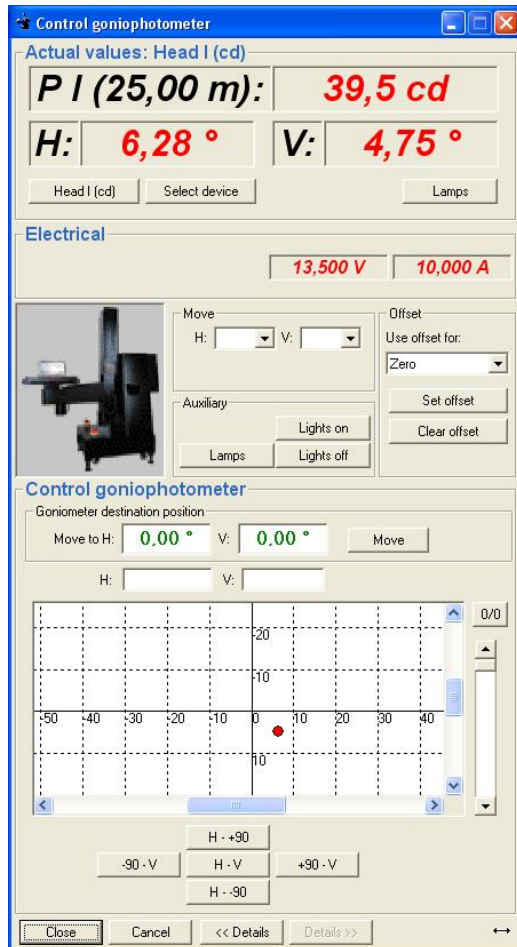 Control goniophotometer
Actual values: Head I (cd)
P I (25,00 m): 39,5 cd
H: 6,28 ° V: 4,75 °
Head I (cd) Select device Lamps
Electrical
13,500 V 10,000 A
Move Offset
H: V: Use offset for:
Zero
Auxiliary Set offset
Lights on Clear offset
Lamps Lights off
Control goniophotometer
Goniometer destination position
Move to H: 0,00 ° V: 0,00 ° Move
H: V:
0/0
-20
-10
-50 -40 -30 -20 -10 0 10 20 30 40
10
H - +90
-90 - V H - V +90 - V
H - -90
Close Cancel << Details Details >>